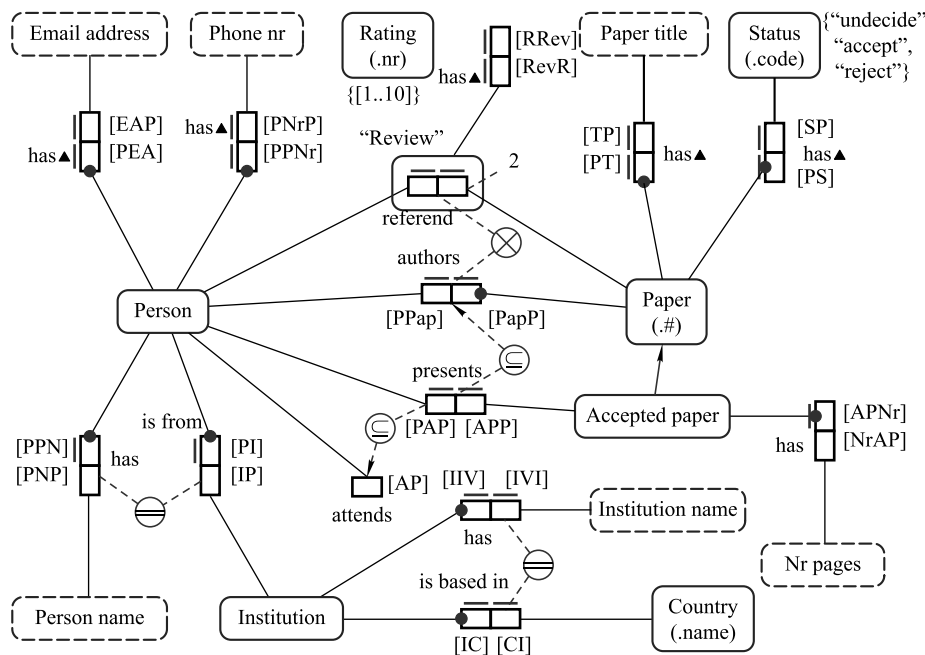 Email address
Phone nr
Rating
(.nr)
{[1..10]}
[RRev]
[RevR]
has▲
Paper title
Status
(.code)
{“undecide”
“accept”,
“reject”}
[EAP]
[PEA]
has▲
[PNrP]
[PPNr]
has▲
“Review”
2
referend
[TP]
[PT]
has▲
[SP]
has▲
[PS]
authors
[PPap]
[PapP]
Person
Paper
(.#)
⊆
presents
[PAP]
[APP]
Accepted paper
[APNr]
[NrAP]
has
[PPN]
[PNP]
has
is from
[PI]
[IP]
⊆
[AP]
attends
[IIV]
[IVI]
has
Institution name
Nr pages
is based in
[IC]
[CI]
Person name
Institution
Country
(.name)